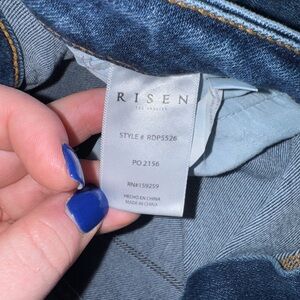 RISEN
LOS ANGELES
STYLE # RDP5526
PO 2156
RN#159259
HECHO EN CHINA
MADE IN CHINA